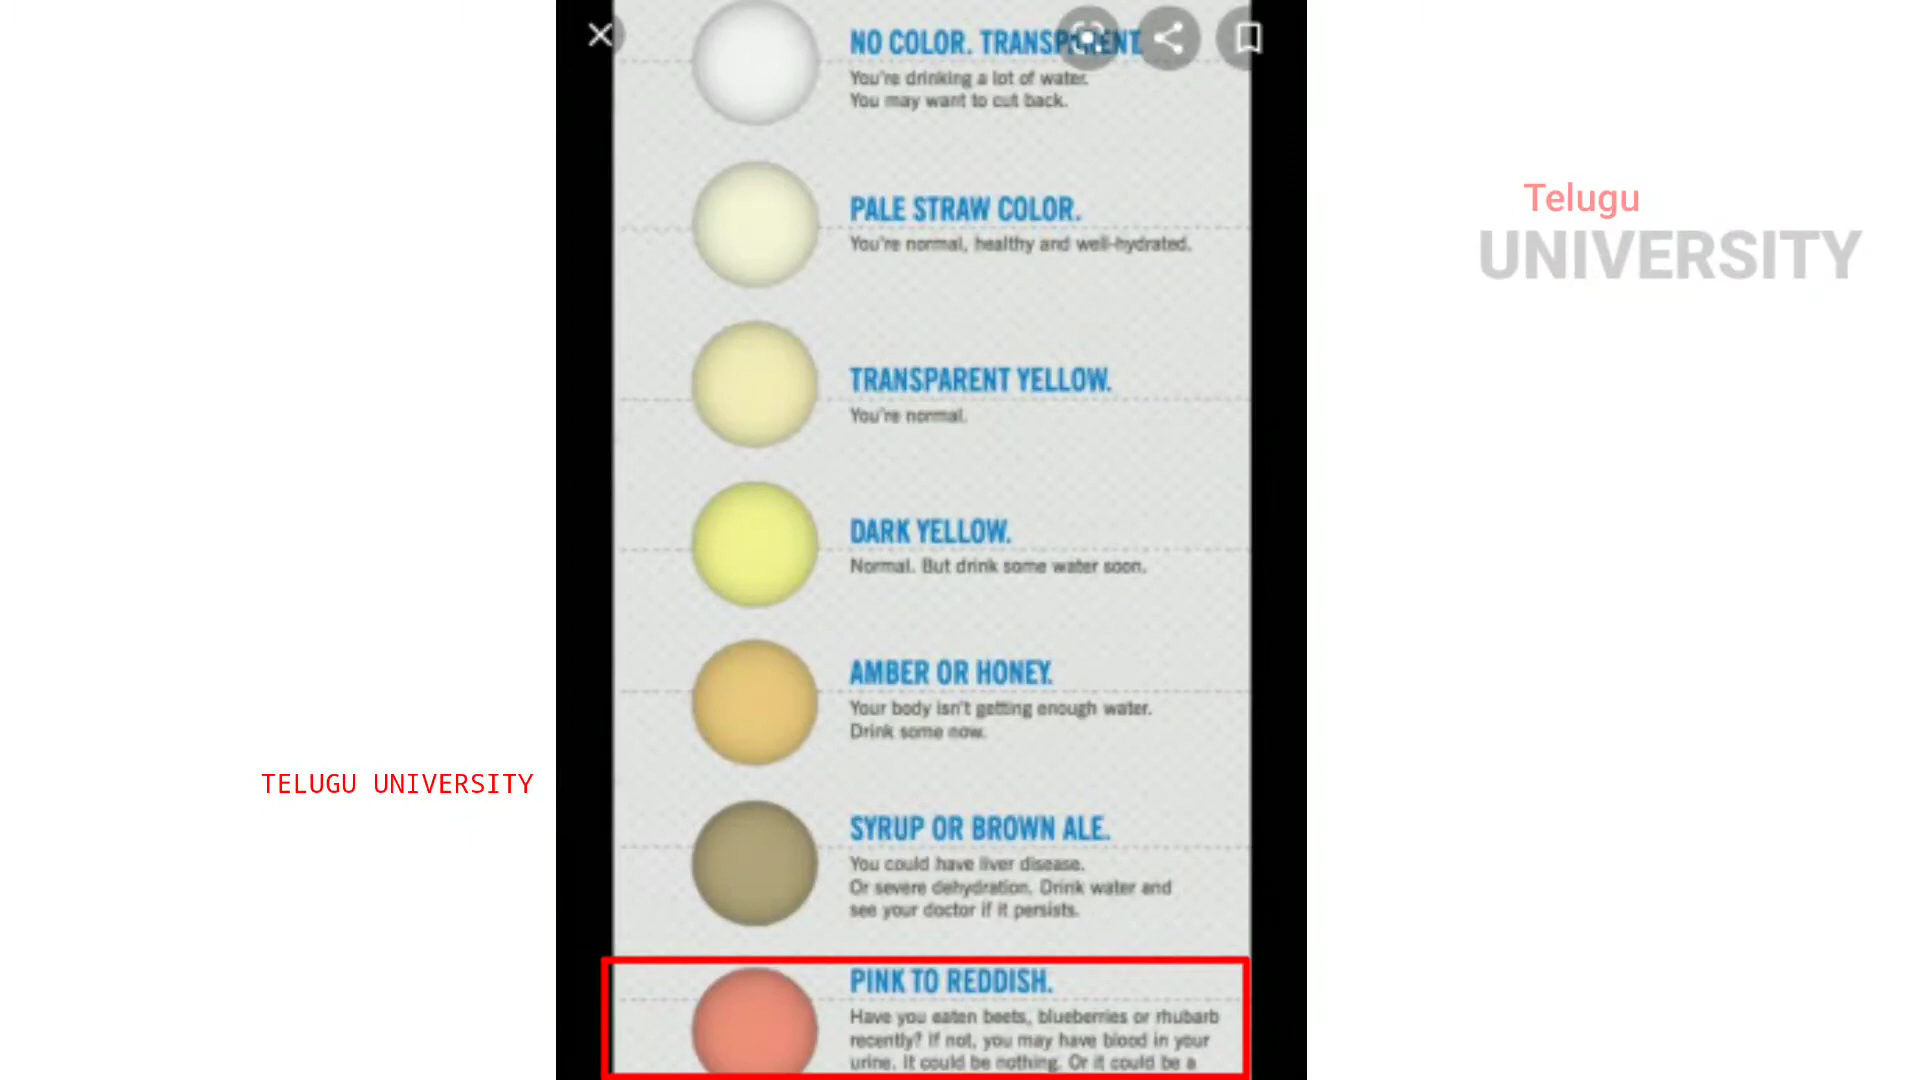 NO COLOR. TRANSPARENT.
You're drinking a lot of water.
You may want to cut back.
Telugu
UNIVERSITY
PALE STRAW COLOR.
You're normal, healthy and well-hydrated.
TRANSPARENT YELLOW.
You're normal.
DARK YELLOW.
Normal. But drink some water soon.
AMBER OR HONEY.
Your body isn't getting enough water.
Drink some now.
TELUGU UNIVERSITY
SYRUP OR BROWN ALE.
You could have liver disease.
Or severe dehydration. Drink water and
see your doctor if it persists.
PINK TO REDDISH.
Have you eaten beets, blueberries or rhubarb
recently? If not, you may have blood in your
urine. It could be nothing. Or it could be a